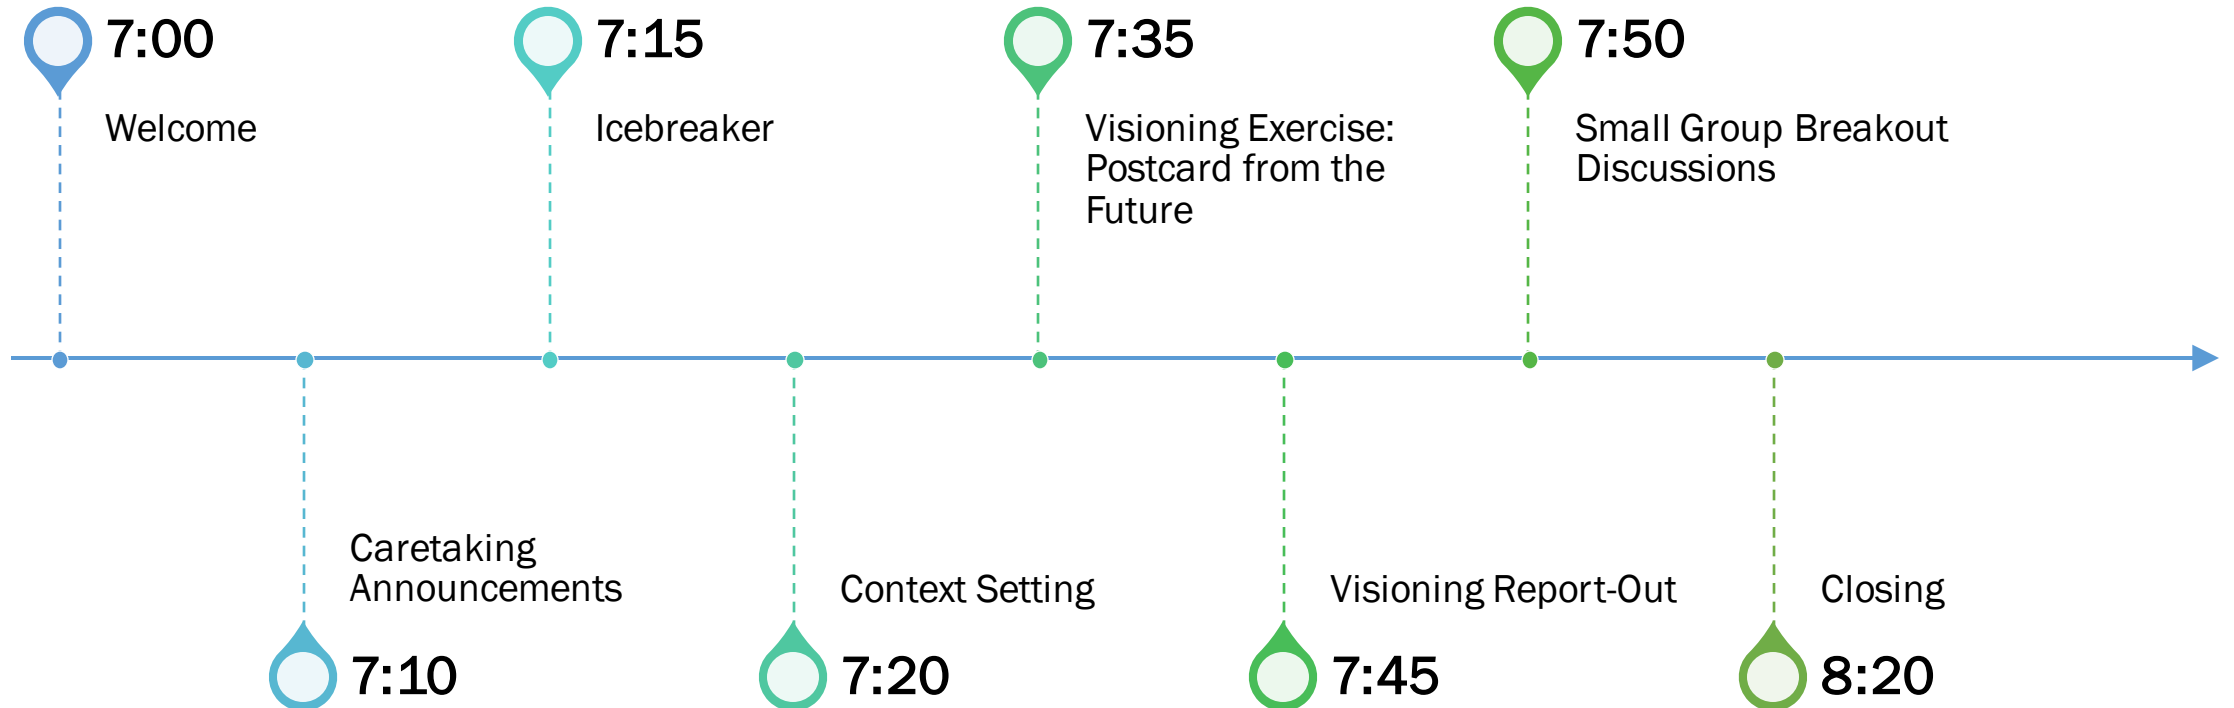 7:00
Welcome
7:10
Caretaking
Announcements
7:15
Icebreaker
7:20
Context Setting
7:35
Visioning Exercise:
Postcard from the
Future
7:45
Visioning Report-Out
7:50
Small Group Breakout
Discussions
8:20
Closing